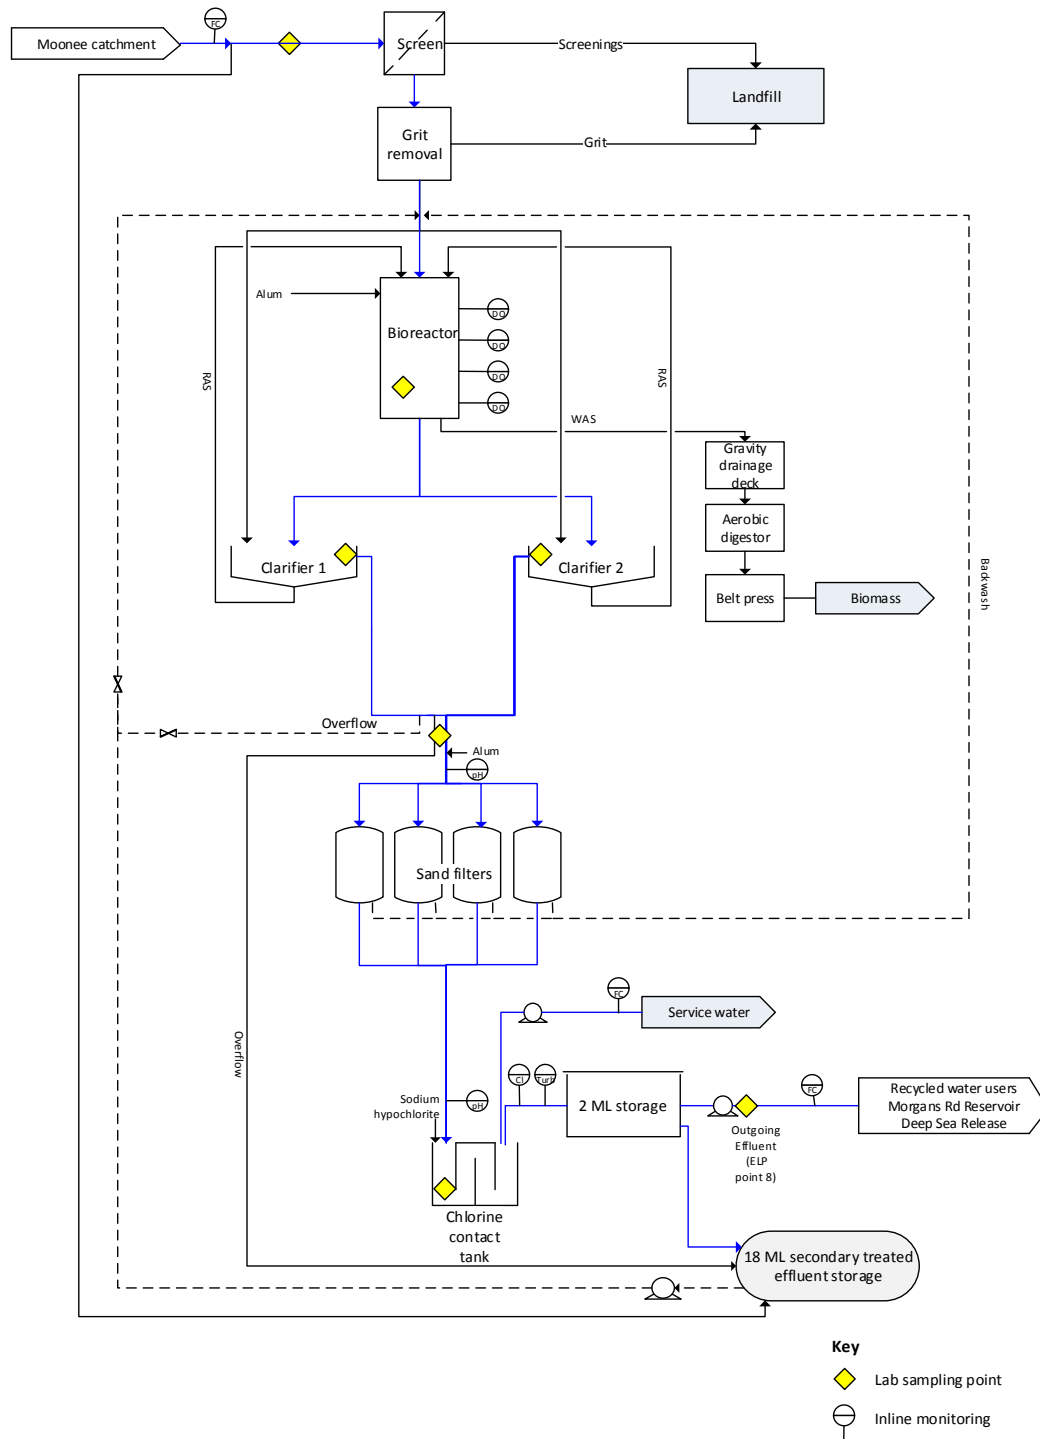 FC
Moonee catchment
Screen
Screenings
Landfill
Grit
removal
Grit
Alum
Bioreactor
DO
DO
DO
DO
RAS
RAS
WAS
Gravity
drainage
deck
Aerobic
digestor
Belt press
Biomass
Clarifier 1
Clarifier 2
Backwash
Overflow
Alum
pH
Sand filters
Overflow
FC
Service water
Cl
Turb
2 ML storage
FC
Recycled water users
Morgans Rd Reservoir
Deep Sea Release
Sodium
hypochlorite
pH
Outgoing
Effluent
(ELP
point 8)
Chlorine
contact
tank
18 ML secondary treated
effluent storage
Key
Lab sampling point
Inline monitoring